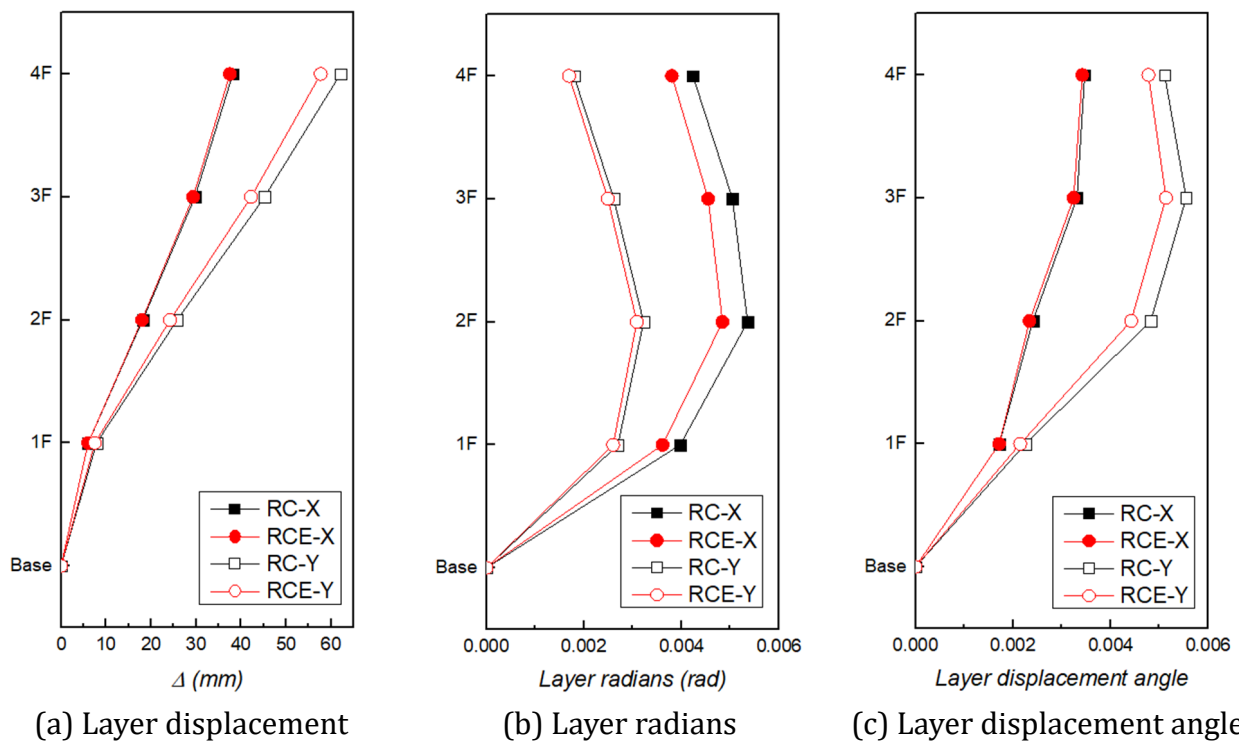 4F
3F
2F
1F
Base
RC-X
RCE-X
RC-Y
RCE-Y
0 10 20 30 40 50 60
Δ (mm)
(a) Layer displacement
4F
3F
2F
1F
Base
RC-X
RCE-X
RC-Y
RCE-Y
0.000 0.002 0.004 0.006
Layer radians (rad)
(b) Layer radians
4F
3F
2F
1F
Base
RC-X
RCE-X
RC-Y
RCE-Y
0.000 0.002 0.004 0.006
Layer displacement angle
(c) Layer displacement angle